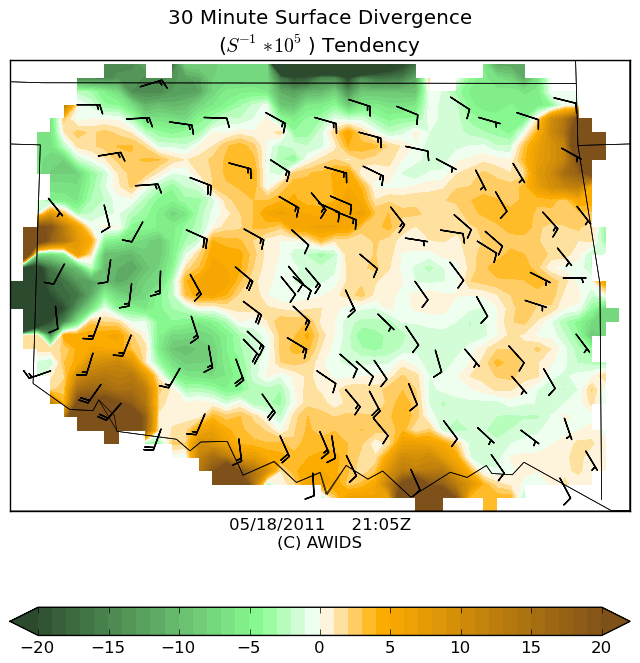 30 Minute Surface Divergence
(S⁻¹ ∗10⁵ ) Tendency
05/18/2011 21:05Z
(C) AWIDS
−20 −15 −10 −5 0 5 10 15 20